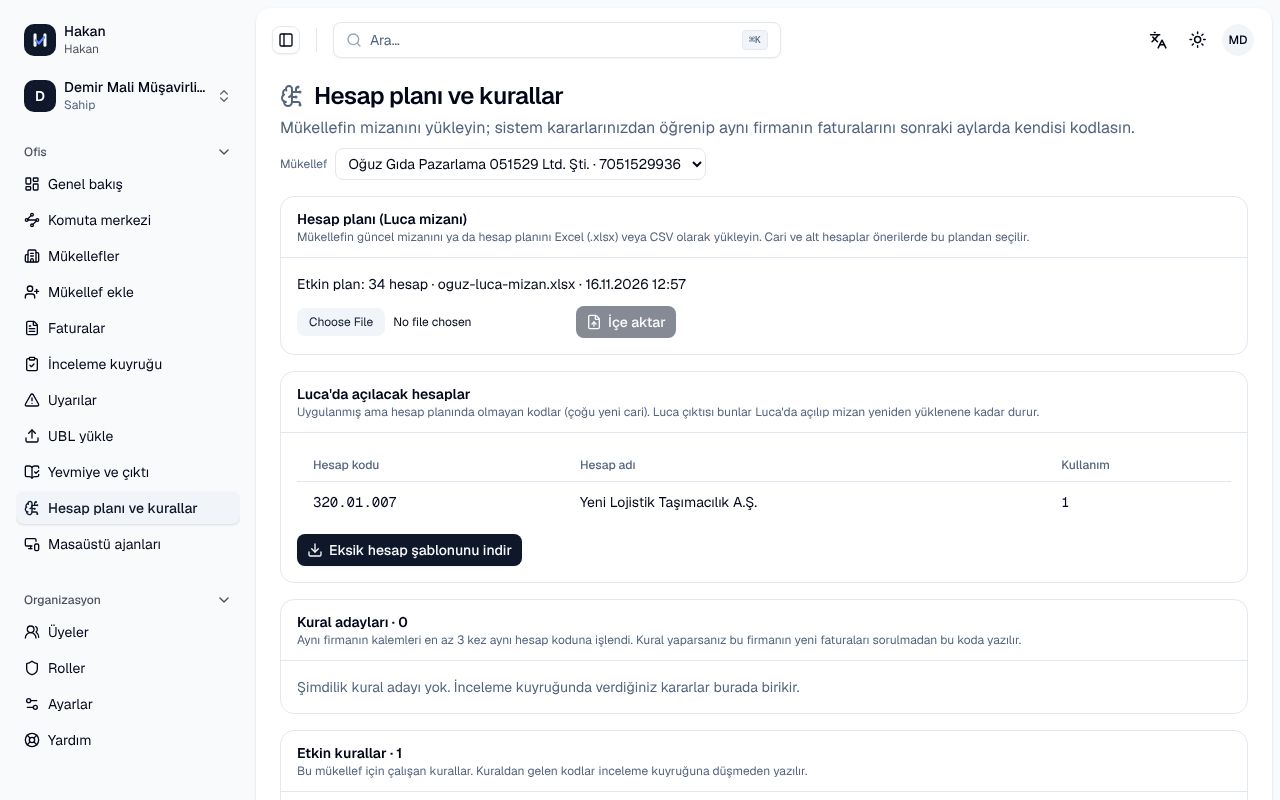 Hakan
Hakan
D
Demir Mali Müşavirli...
Sahip
Ofis
Genel bakış
Komuta merkezi
Mükellefler
Mükellef ekle
Faturalar
İnceleme kuyruğu
Uyarılar
UBL yükle
Yevmiye ve çıktı
Hesap planı ve kurallar
Masaüstü ajanları
Organizasyon
Üyeler
Roller
Ayarlar
Yardım
Ara...
⌘K
MD
Hesap planı ve kurallar
Mükellefin mizanını yükleyin; sistem kararlarınızdan öğrenip aynı firmanın faturalarını sonraki aylarda kendisi kodlasın.
Mükellef
Oğuz Gıda Pazarlama 051529 Ltd. Şti. · 7051529936
Hesap planı (Luca mizanı)
Mükellefin güncel mizanını ya da hesap planını Excel (.xlsx) veya CSV olarak yükleyin. Cari ve alt hesaplar önerilerde bu plandan seçilir.
Etkin plan: 34 hesap · oguz-luca-mizan.xlsx · 16.11.2026 12:57
Choose File No file chosen
İçe aktar
Luca'da açılacak hesaplar
Uygulanmış ama hesap planında olmayan kodlar (çoğu yeni cari). Luca çıktısı bunlar Luca'da açılıp mizan yeniden yüklenene kadar durur.
Hesap kodu Hesap adı Kullanım
320.01.007 Yeni Lojistik Taşımacılık A.Ş. 1
Eksik hesap şablonunu indir
Kural adayları · 0
Aynı firmanın kalemleri en az 3 kez aynı hesap koduna işlendi. Kural yaparsanız bu firmanın yeni faturaları sorulmadan bu koda yazılır.
Şimdilik kural adayı yok. İnceleme kuyruğunda verdiğiniz kararlar burada birikir.
Etkin kurallar · 1
Bu mükellef için çalışan kurallar. Kuraldan gelen kodlar inceleme kuyruğuna düşmeden yazılır.